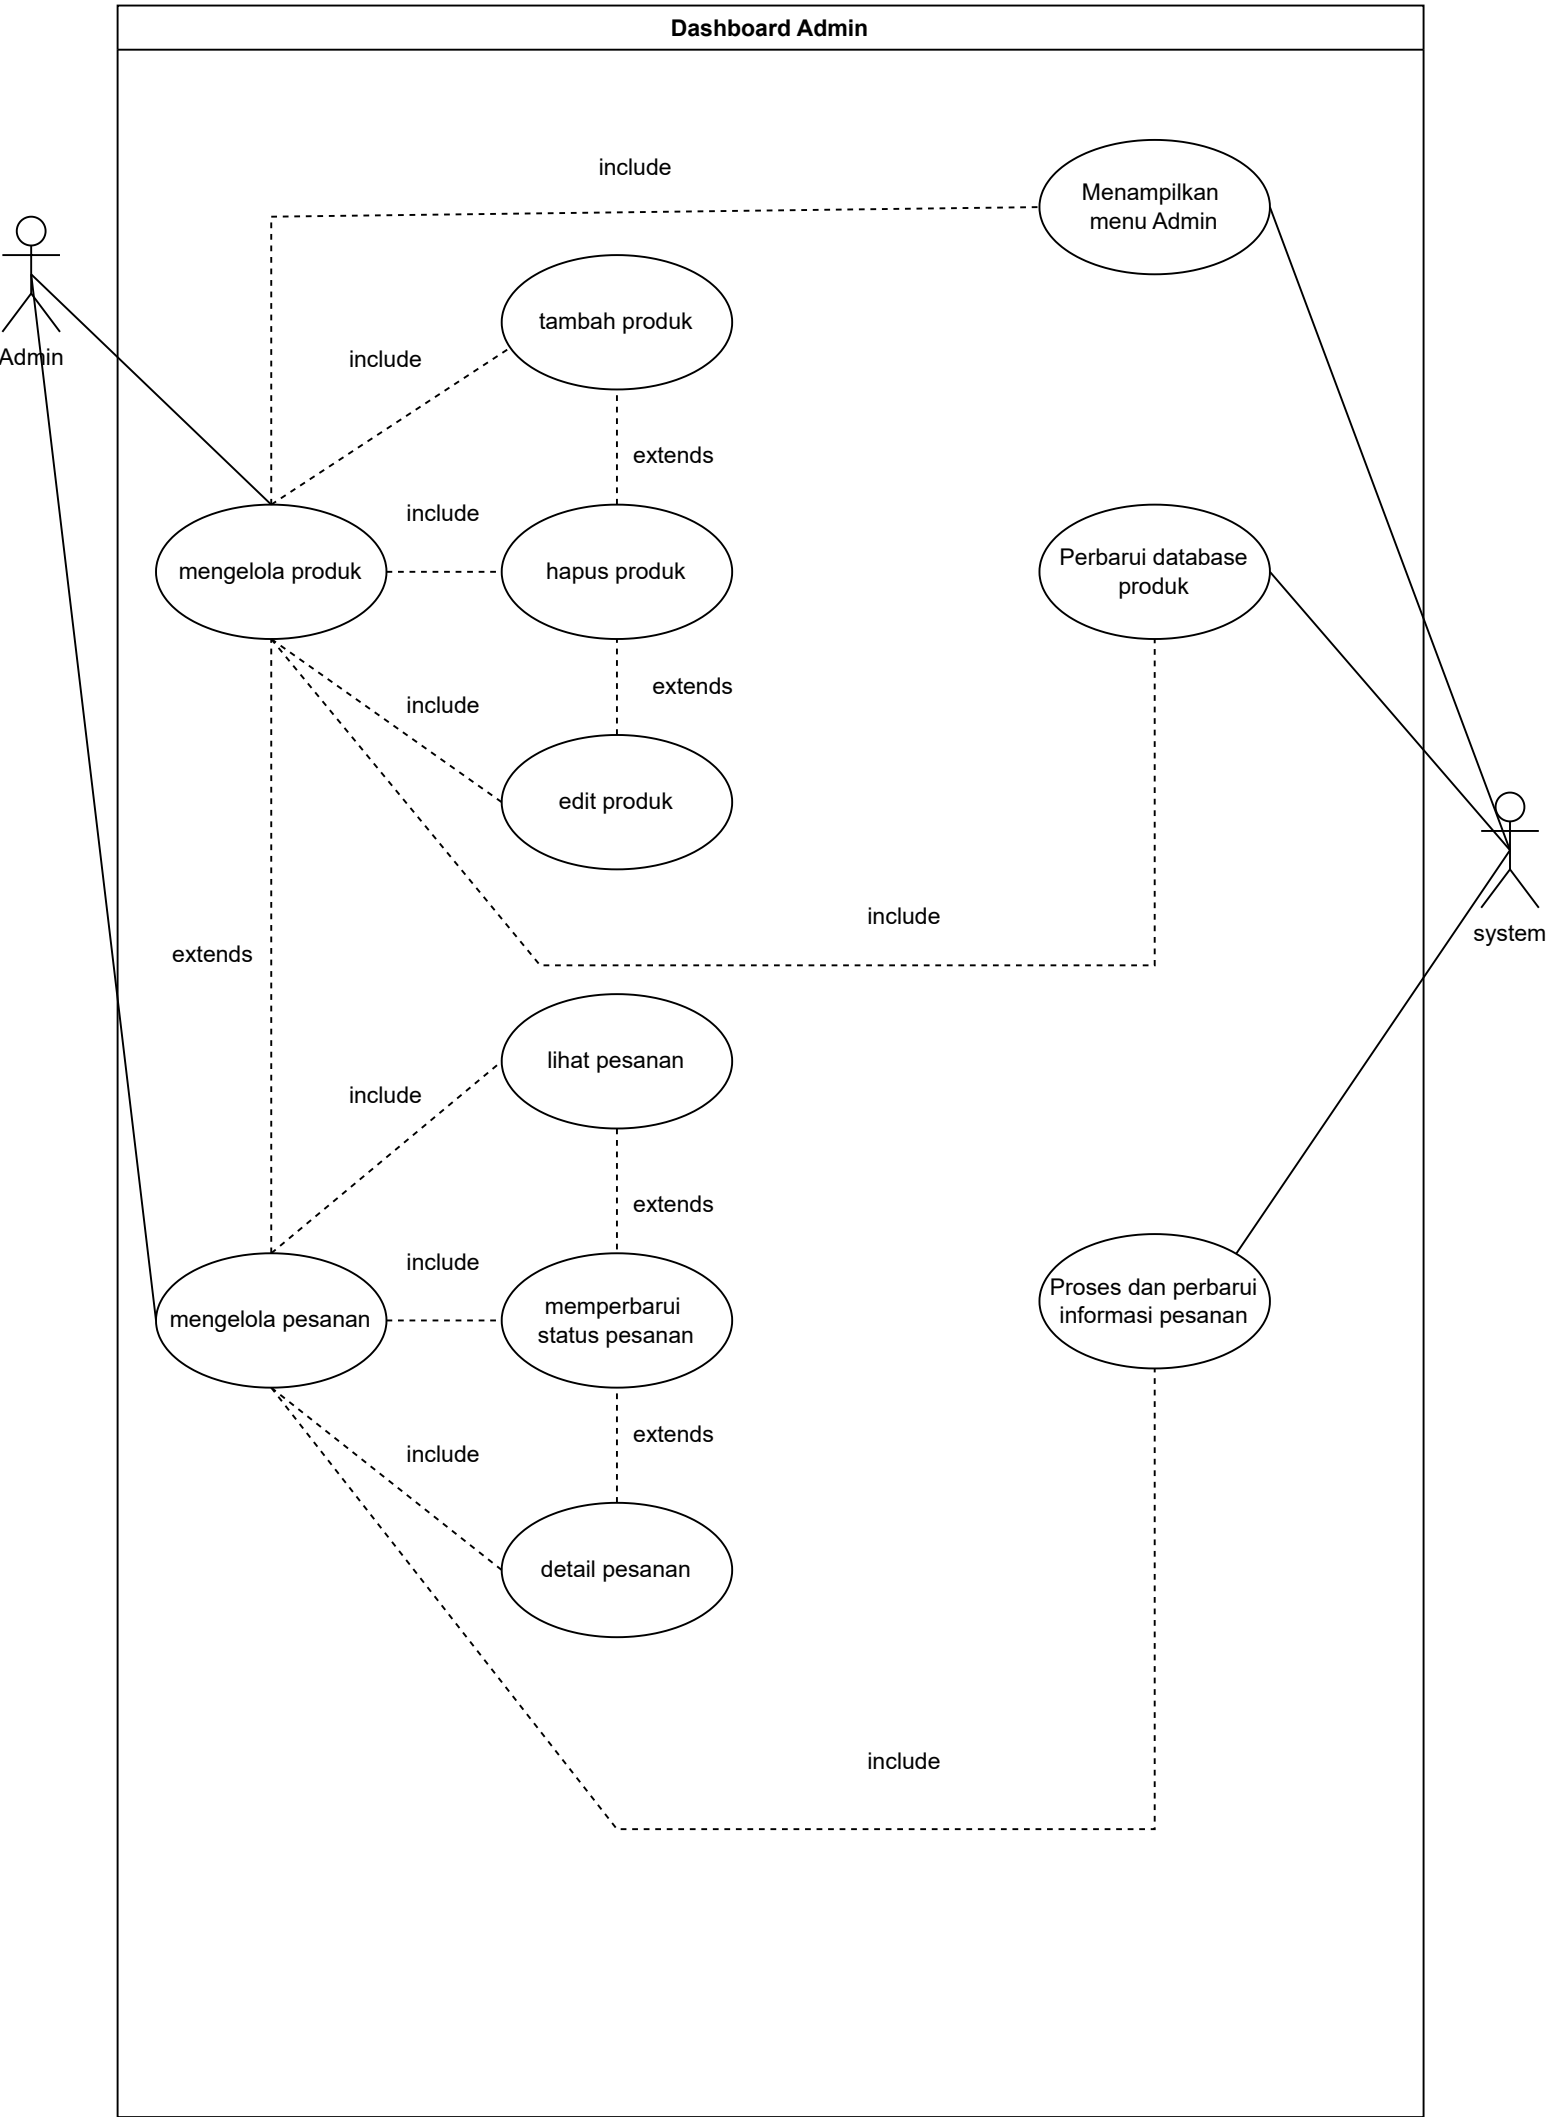 Dashboard Admin
include
Menampilkan
menu Admin
Admin
tambah produk
include
extends
include
mengelola produk
hapus produk
Perbarui database
produk
extends
include
edit produk
include
system
extends
lihat pesanan
include
extends
include
mengelola pesanan
memperbarui
status pesanan
Proses dan perbarui
informasi pesanan
extends
include
detail pesanan
include